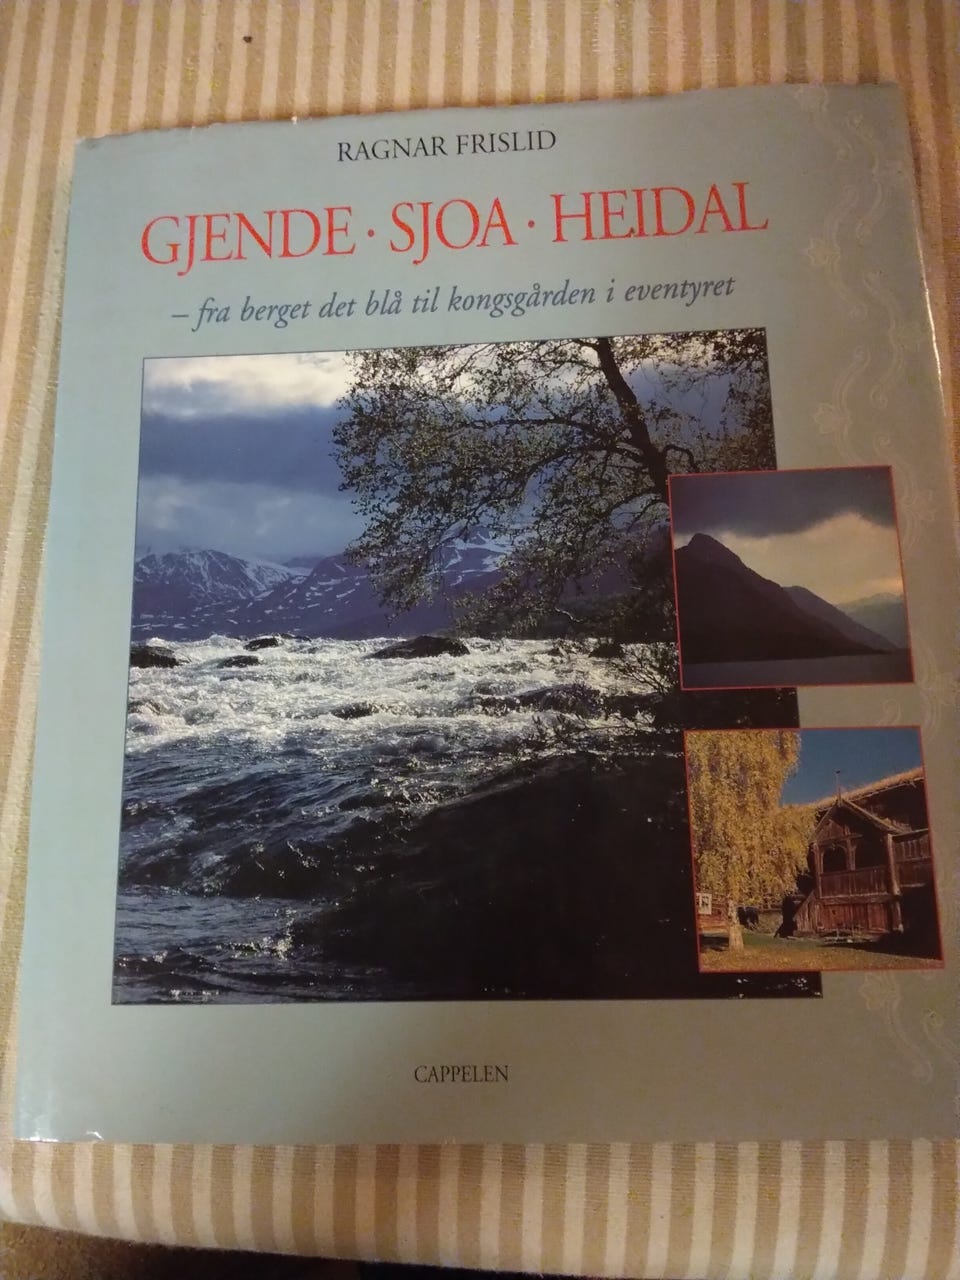 RAGNAR FRISLID
GJENDE · SJOA · HEIDAL
– fra berget det blå til kongsgården i eventyret
CAPPELEN